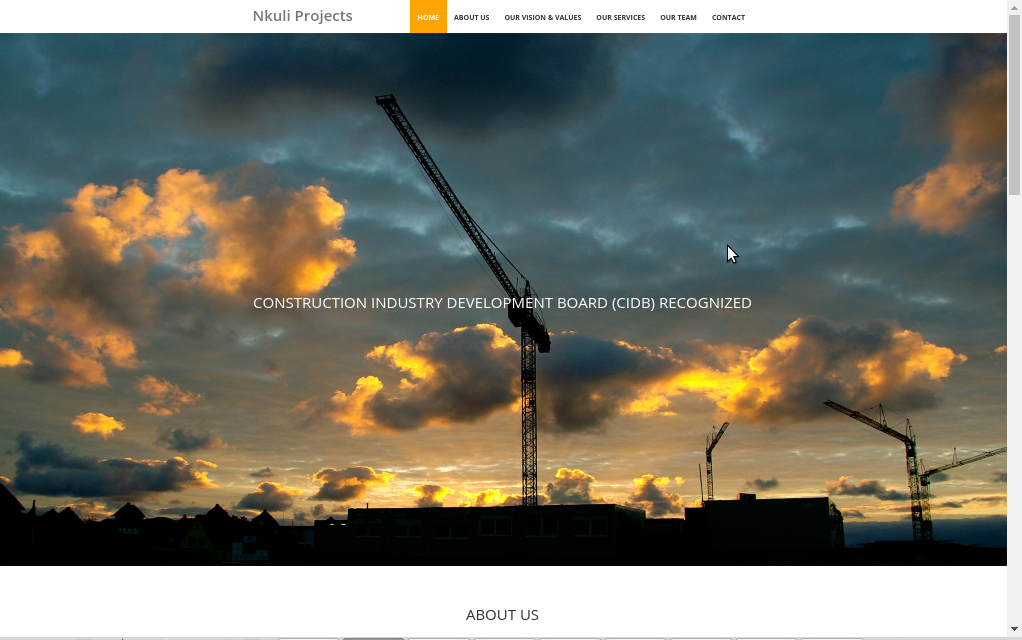 Nkuli Projects
HOME ABOUT US OUR VISION & VALUES OUR SERVICES OUR TEAM CONTACT
CONSTRUCTION INDUSTRY DEVELOPMENT BOARD (CIDB) RECOGNIZED
ABOUT US